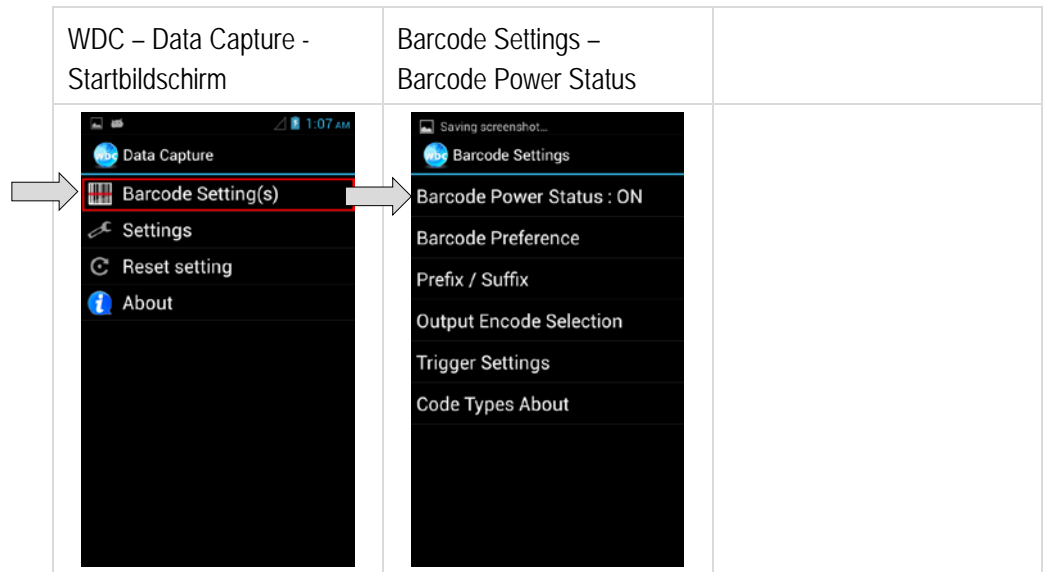 WDC – Data Capture -
Startbildschirm
Barcode Settings –
Barcode Power Status
1:07 AM
WDC Data Capture
Barcode Setting(s)
Settings
Reset setting
i About
Saving screenshot...
WDC Barcode Settings
Barcode Power Status : ON
Barcode Preference
Prefix / Suffix
Output Encode Selection
Trigger Settings
Code Types About